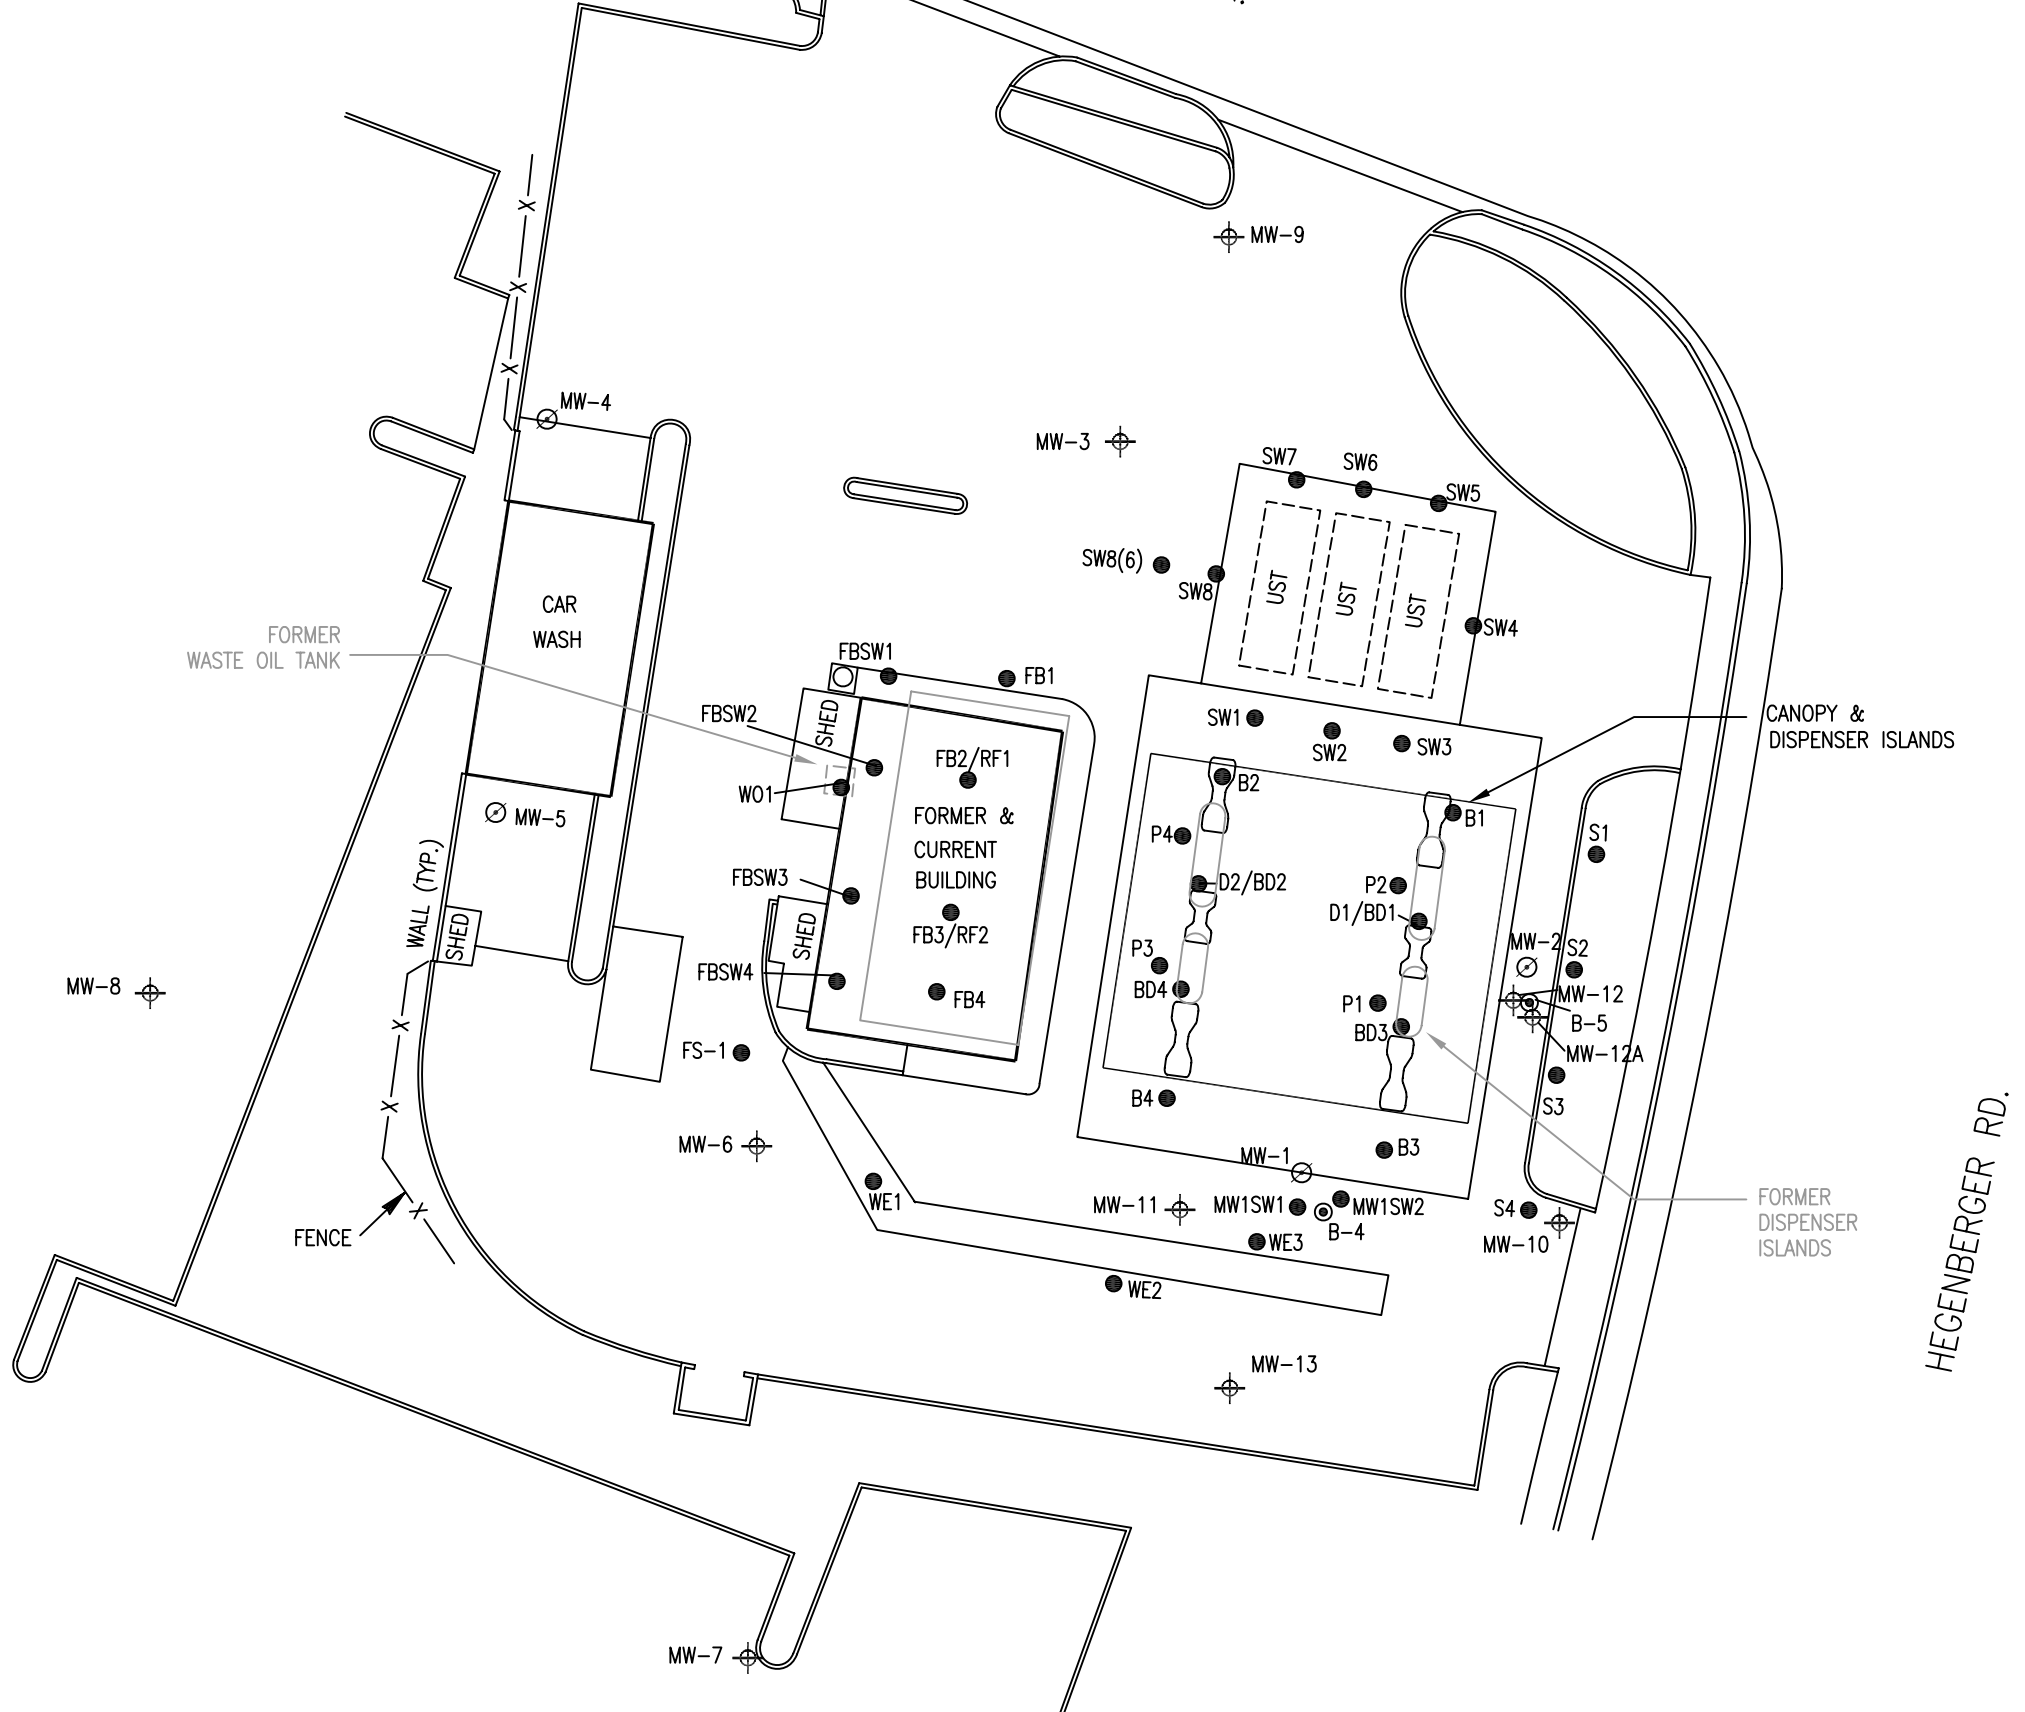 MW-9
MW-4
MW-3
SW7
SW6
SW5
SW8(6)
SW8
UST
UST
UST
SW4
CAR
WASH
FORMER
WASTE OIL TANK
FBSW1
FB1
SHED
FBSW2
SW1
SW2
SW3
CANOPY &
DISPENSER ISLANDS
FB2/RF1
WO1
B2
B1
MW-5
FORMER &
CURRENT
BUILDING
P4
S1
WALL (TYP.)
FBSW3
D2/BD2
P2
D1/BD1
SHED
SHED
FB3/RF2
MW-2
S2
P3
FBSW4
BD4
MW-8
FB4
P1
MW-12
B-5
BD3
FS-1
MW-12A
B4
S3
MW-6
B3
MW-1
WE1
MW-11
MW1SW1
MW1SW2
B-4
S4
MW-10
FORMER
DISPENSER
ISLANDS
FENCE
WE3
WE2
HEGENBERGER RD.
MW-13
MW-7
X
X
X
X
X
X